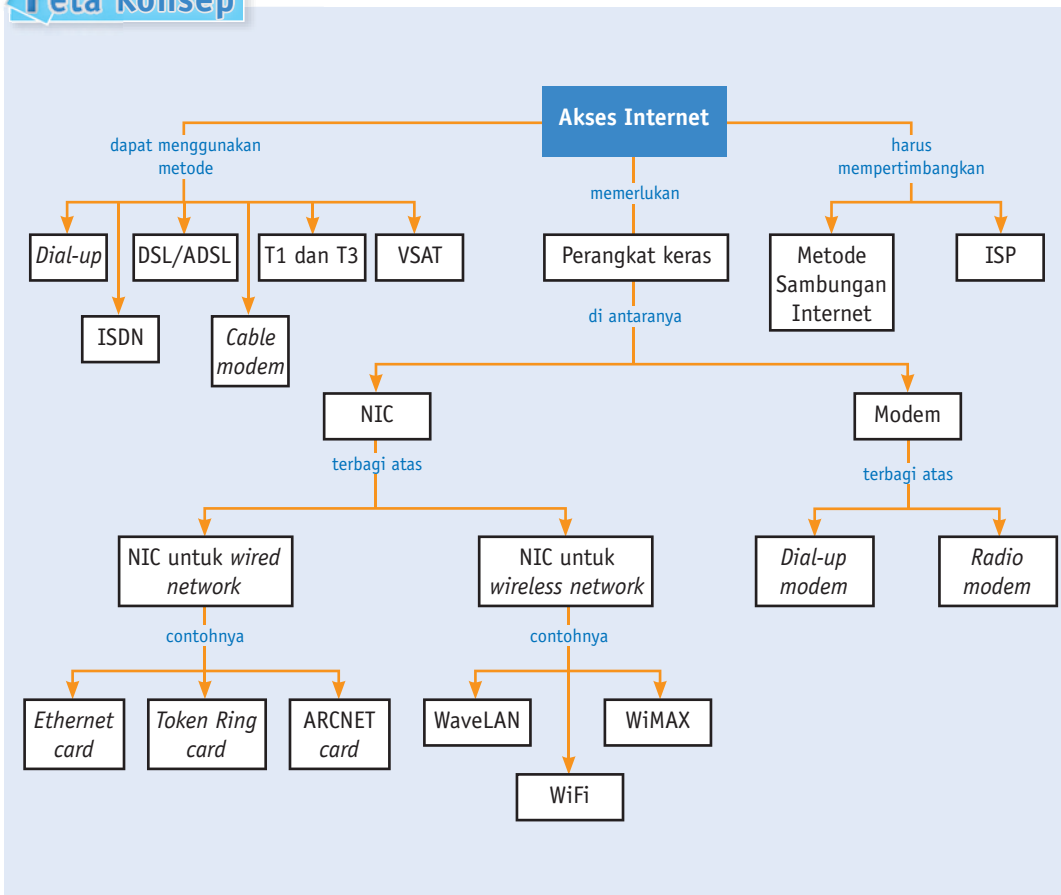 Peta Konsep
Akses Internet
dapat menggunakan
metode
harus
mempertimbangkan
memerlukan
Dial-up
DSL/ADSL
T1 dan T3
VSAT
Perangkat keras
Metode
Sambungan
Internet
ISP
ISDN
Cable
modem
di antaranya
NIC
Modem
terbagi atas
terbagi atas
NIC untuk wired
network
NIC untuk
wireless network
Dial-up
modem
Radio
modem
contohnya
contohnya
Ethernet
card
Token Ring
card
ARCNET
card
WaveLAN
WiMAX
WiFi